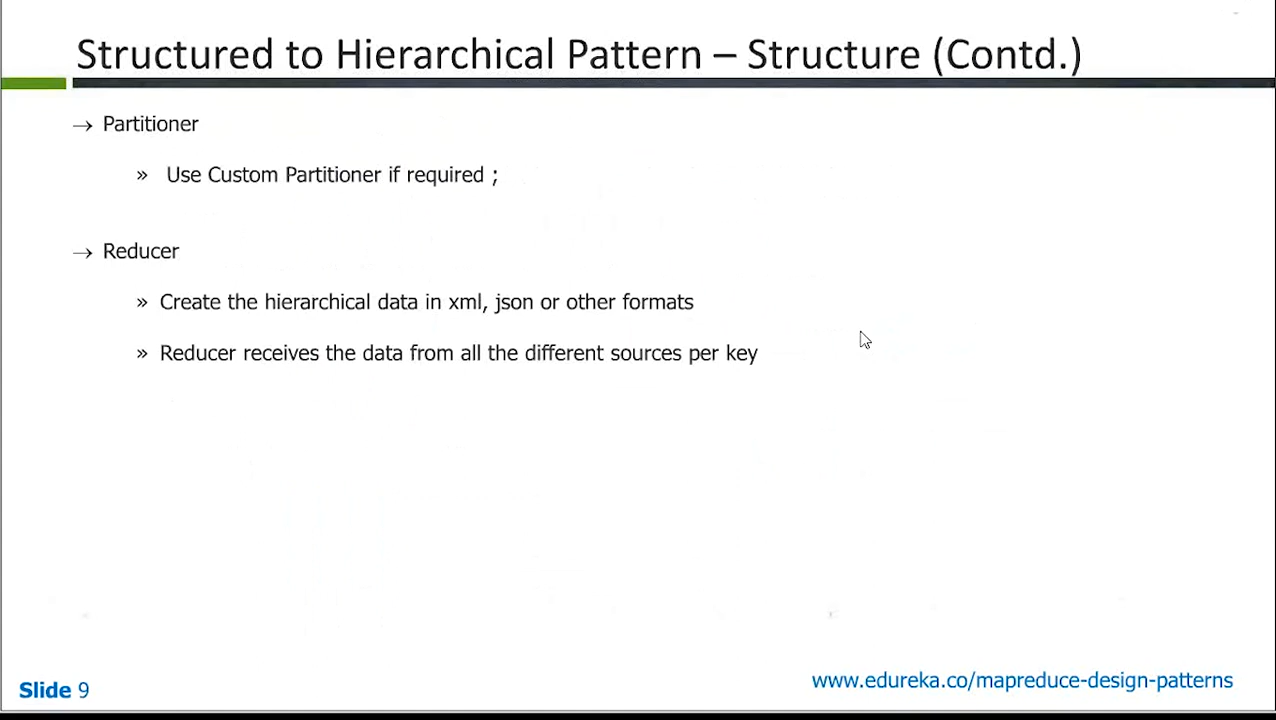 Structured to Hierarchical Pattern – Structure (Contd.)
→ Partitioner
» Use Custom Partitioner if required ;
→ Reducer
» Create the hierarchical data in xml, json or other formats
» Reducer receives the data from all the different sources per key
Slide 9
www.edureka.co/mapreduce-design-patterns